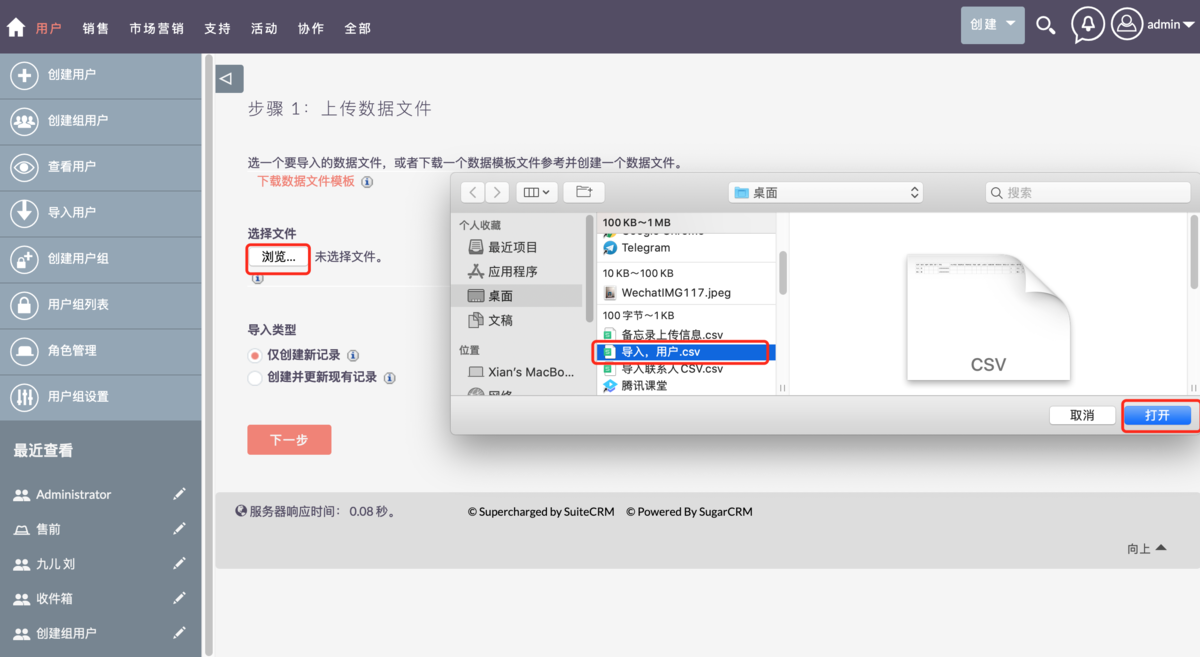 用户 销售 市场营销 支持 活动 协作 全部 创建 admin
创建用户
创建组用户
查看用户
导入用户
创建用户组
用户组列表
角色管理
用户组设置
最近查看
Administrator
售前
九儿 刘
收件箱
创建组用户
步骤 1：上传数据文件
选一个要导入的数据文件，或者下载一个数据模板文件参考并创建一个数据文件。
下载数据文件模板
选择文件
浏览... 未选择文件。
导入类型
仅创建新记录
创建并更新现有记录
下一步
桌面 搜索
个人收藏
最近项目
应用程序
桌面
文稿
位置
Xian's MacBo...
网络
100 KB～1 MB
Google Chrome
Telegram
10 KB～100 KB
WechatIMG117.jpeg
100 字节～1 KB
备忘录上传信息.csv
导入，用户.csv
导入联系人 CSV.csv
腾讯课堂
CSV
取消 打开
服务器响应时间： 0.08 秒。 © Supercharged by SuiteCRM © Powered By SugarCRM
向上